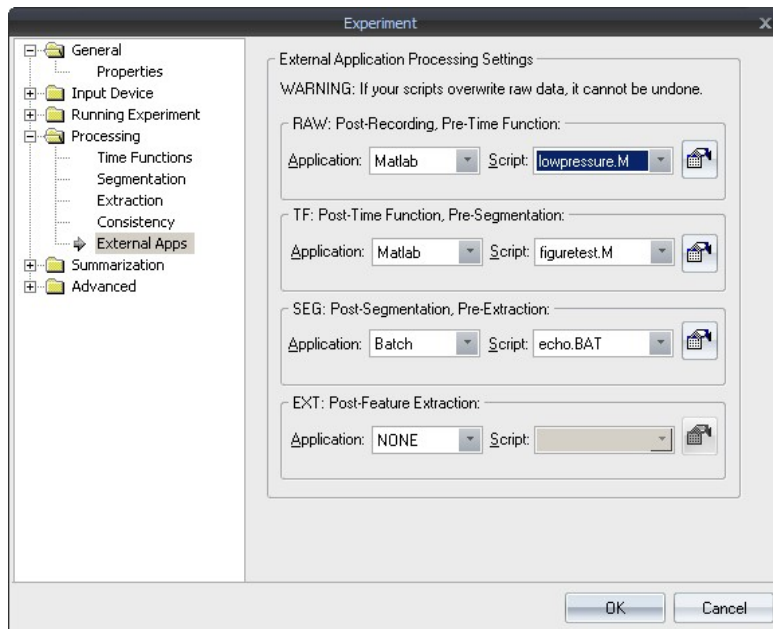 Experiment
General
Properties
Input Device
Running Experiment
Processing
Time Functions
Segmentation
Extraction
Consistency
External Apps
Summarization
Advanced
External Application Processing Settings
WARNING: If your scripts overwrite raw data, it cannot be undone.
RAW: Post-Recording, Pre-Time Function:
Application: Matlab Script: lowpressure.M
TF: Post-Time Function, Pre-Segmentation:
Application: Matlab Script: figuretest.M
SEG: Post-Segmentation, Pre-Extraction:
Application: Batch Script: echo.BAT
EXT: Post-Feature Extraction:
Application: NONE Script:
OK Cancel